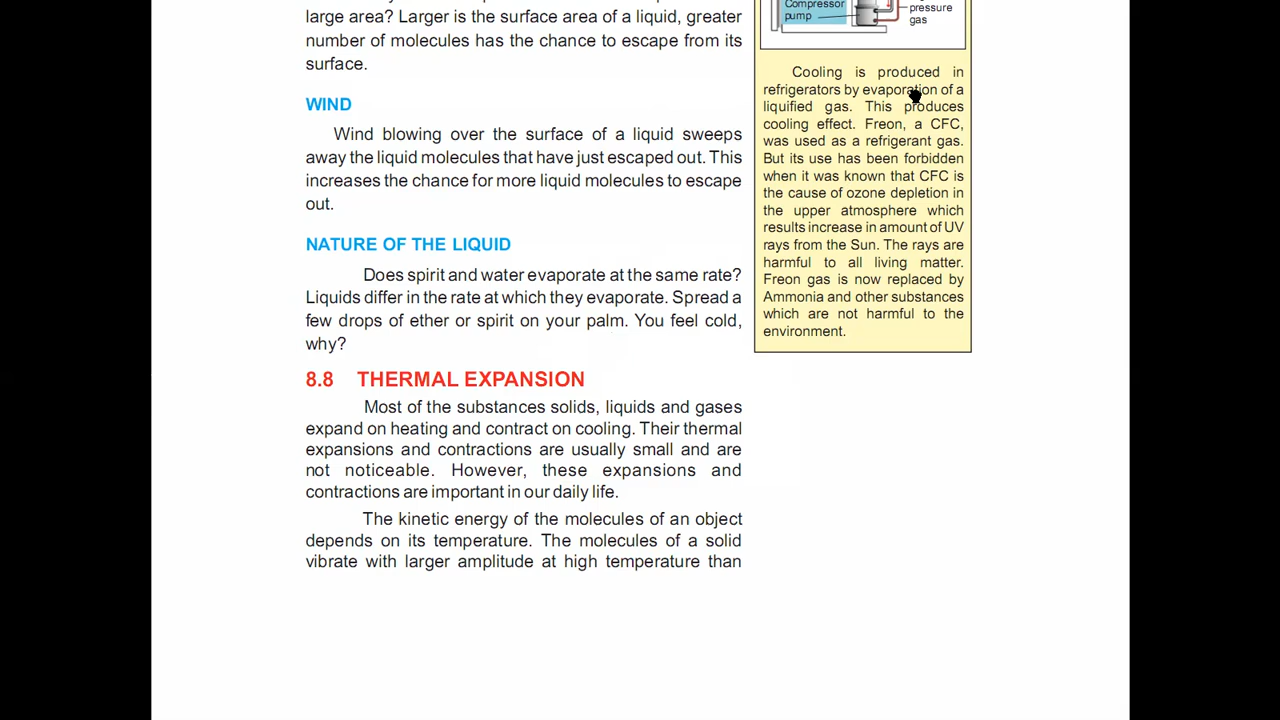 large area? Larger is the surface area of a liquid, greater
number of molecules has the chance to escape from its
surface.
WIND
Wind blowing over the surface of a liquid sweeps
away the liquid molecules that have just escaped out. This
increases the chance for more liquid molecules to escape
out.
NATURE OF THE LIQUID
Does spirit and water evaporate at the same rate?
Liquids differ in the rate at which they evaporate. Spread a
few drops of ether or spirit on your palm. You feel cold,
why?
8.8 THERMAL EXPANSION
Most of the substances solids, liquids and gases
expand on heating and contract on cooling. Their thermal
expansions and contractions are usually small and are
not noticeable. However, these expansions and
contractions are important in our daily life.
The kinetic energy of the molecules of an object
depends on its temperature. The molecules of a solid
vibrate with larger amplitude at high temperature than
Compressor
pump
pressure
gas
Cooling is produced in
refrigerators by evaporation of a
liquified gas. This produces
cooling effect. Freon, a CFC,
was used as a refrigerant gas.
But its use has been forbidden
when it was known that CFC is
the cause of ozone depletion in
the upper atmosphere which
results increase in amount of UV
rays from the Sun. The rays are
harmful to all living matter.
Freon gas is now replaced by
Ammonia and other substances
which are not harmful to the
environment.